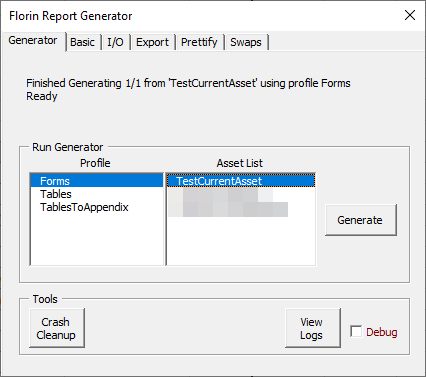 Florin Report Generator
Generator Basic I/O Export Prettify Swaps
Finished Generating 1/1 from 'TestCurrentAsset' using profile Forms
Ready
Run Generator
Profile Asset List
Forms TestCurrentAsset
Tables
TablesToAppendix
Generate
Tools
Crash
Cleanup
View
Logs
Debug